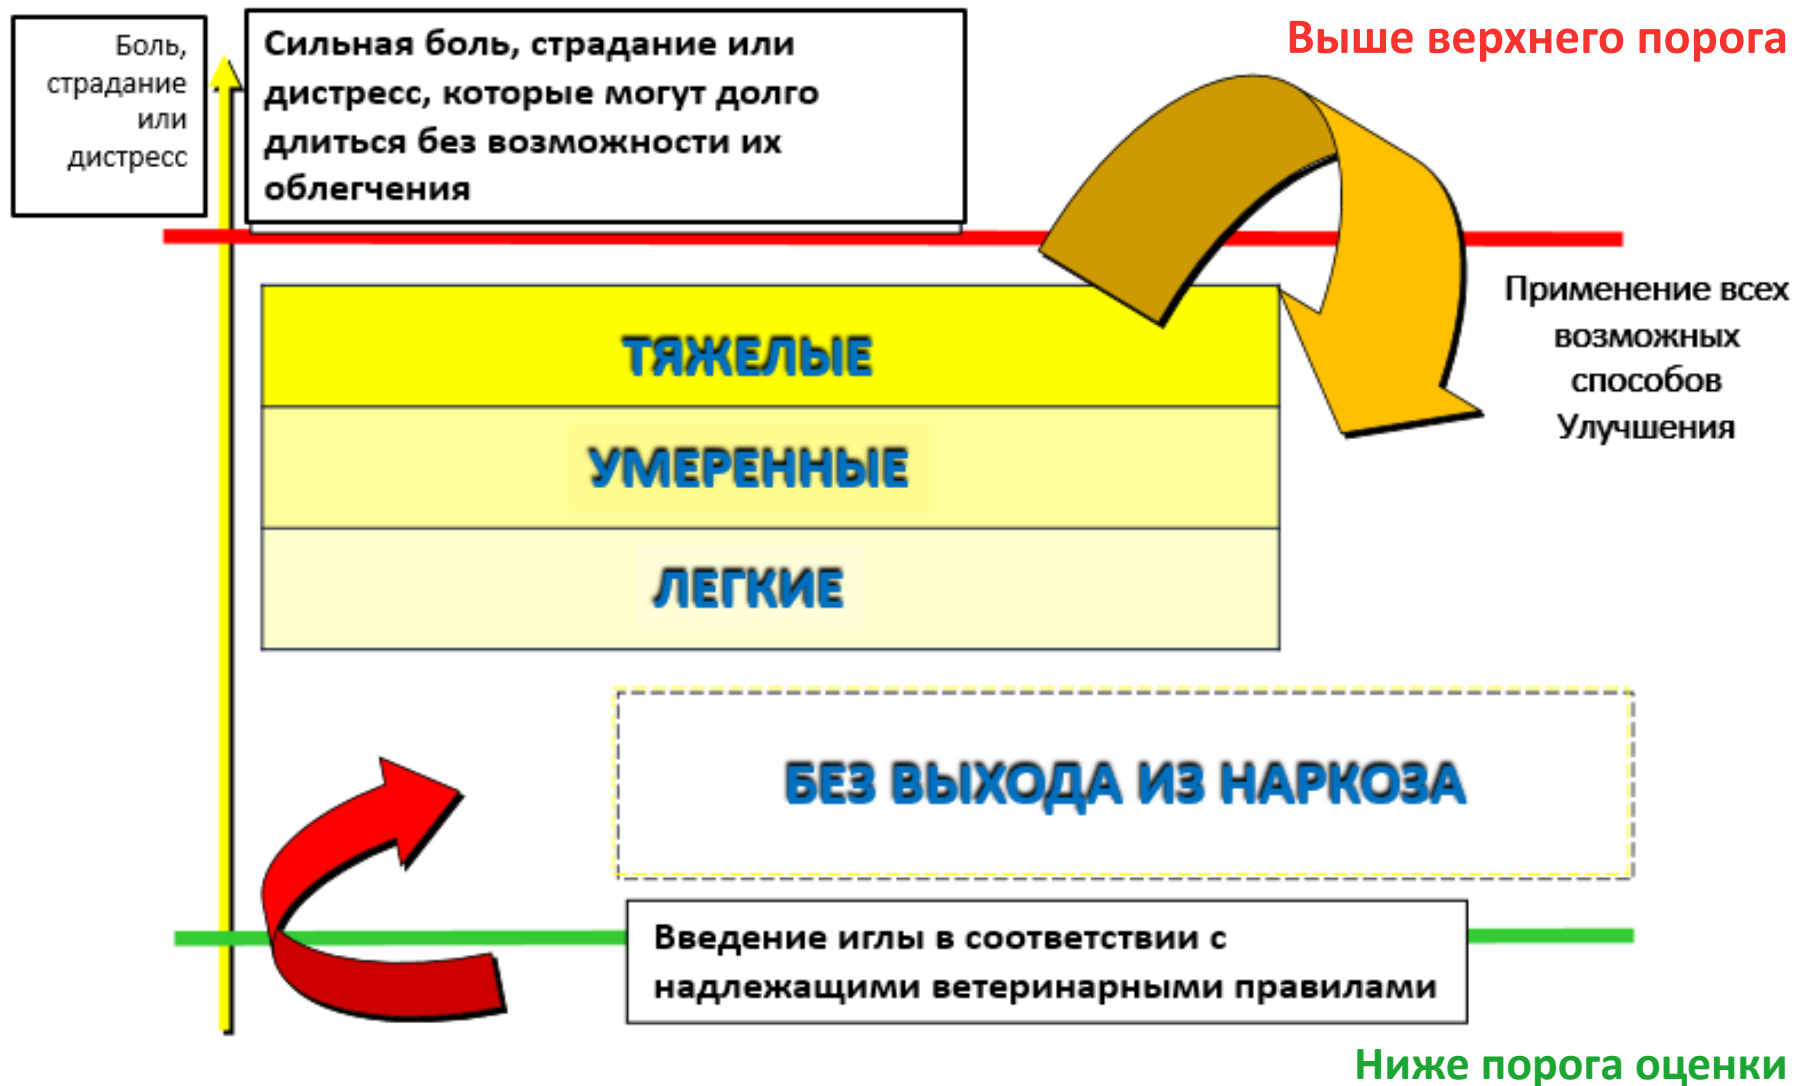 Выше верхнего порога
Боль,
страдание
или
дистресс
Сильная боль, страдание или
дистресс, которые могут долго
длиться без возможности их
облегчения
Применение всех
возможных
способов
Улучшения
ТЯЖЕЛЫЕ
УМЕРЕННЫЕ
ЛЕГКИЕ
БЕЗ ВЫХОДА ИЗ НАРКОЗА
Введение иглы в соответствии с
надлежащими ветеринарными правилами
Ниже порога оценки